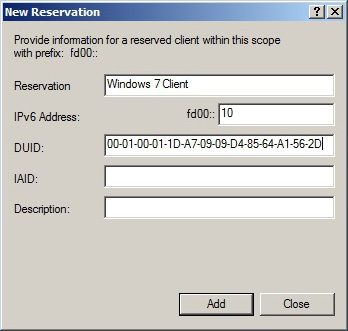 New Reservation
Provide information for a reserved client within this scope
with prefix: fd00::
Reservation Windows 7 Client
IPv6 Address: fd00:: 10
DUID: 00-01-00-01-1D-A7-09-09-D4-85-64-A1-56-2D
IAID:
Description:
Add Close